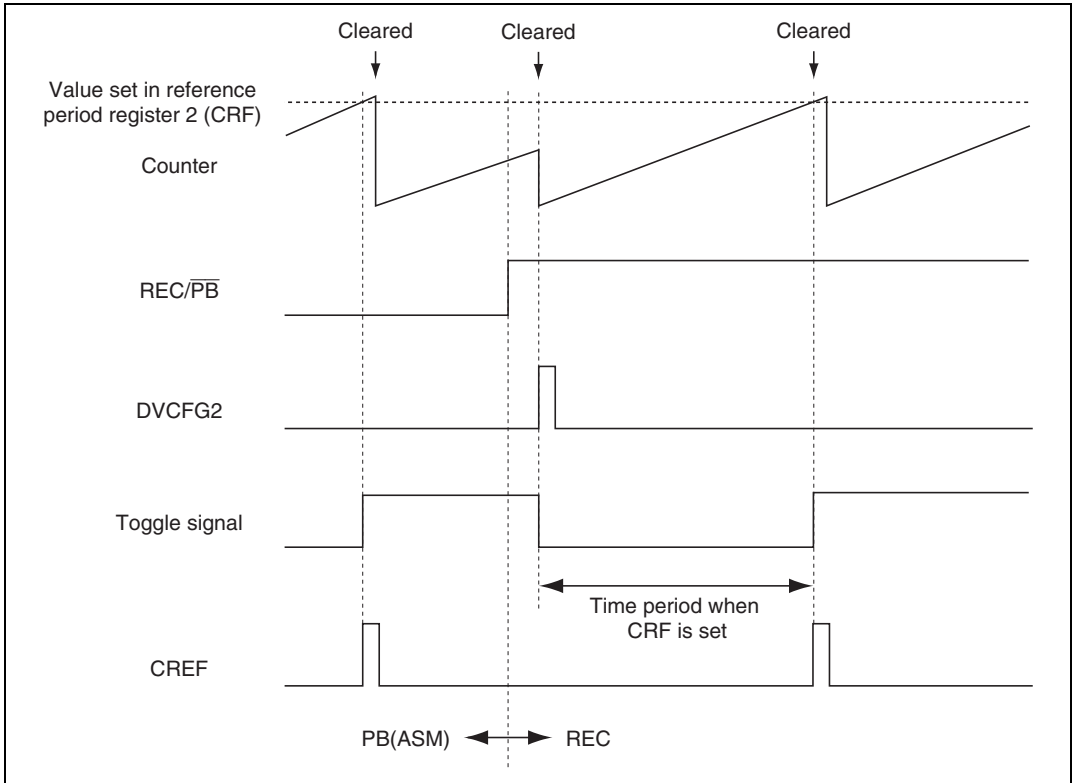 Cleared
Cleared
Cleared
Value set in reference
period register 2 (CRF)
Counter
REC/P̅B̅
DVCFG2
Toggle signal
Time period when
CRF is set
CREF
PB(ASM)
REC